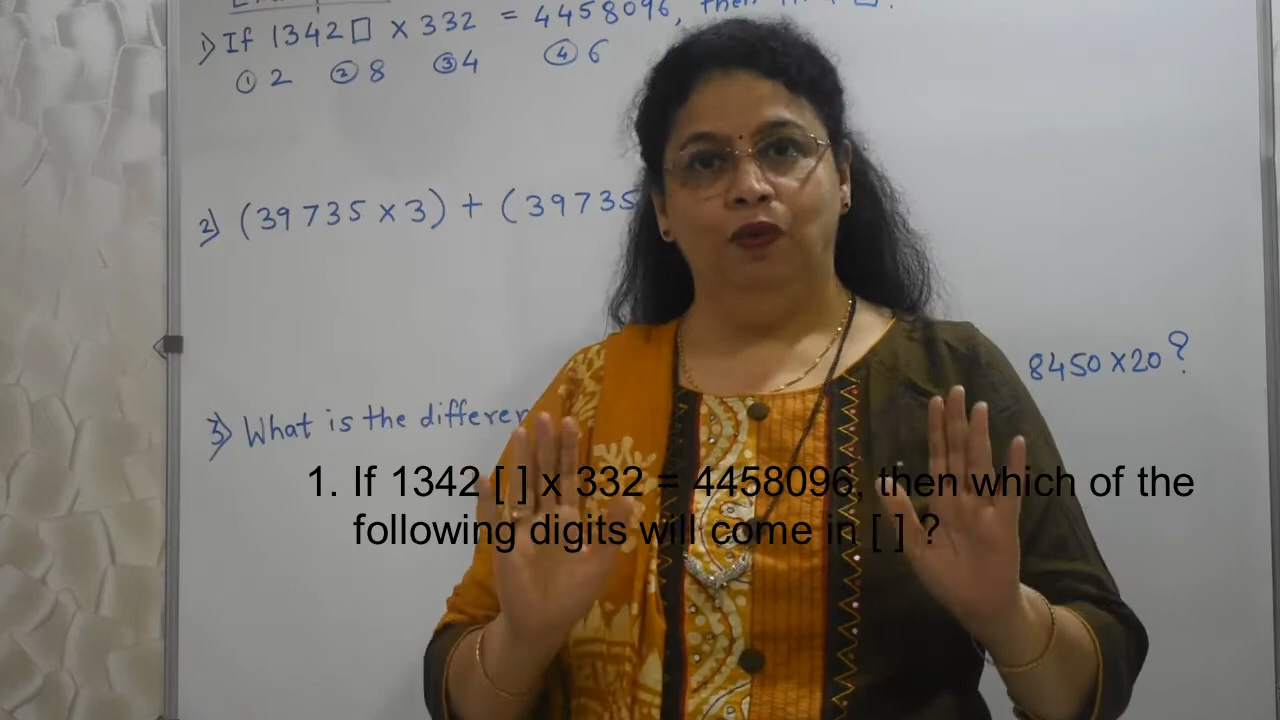 1) If 1342☐ × 332 = 4458096, then
① 2 ② 8 ③ 4 ④ 6
2) (39735 × 3) + (39735
3) What is the differen 8450 × 20 ?
1. If 1342 [ ] x 332 = 4458096, then which of the
following digits will come in [ ] ?